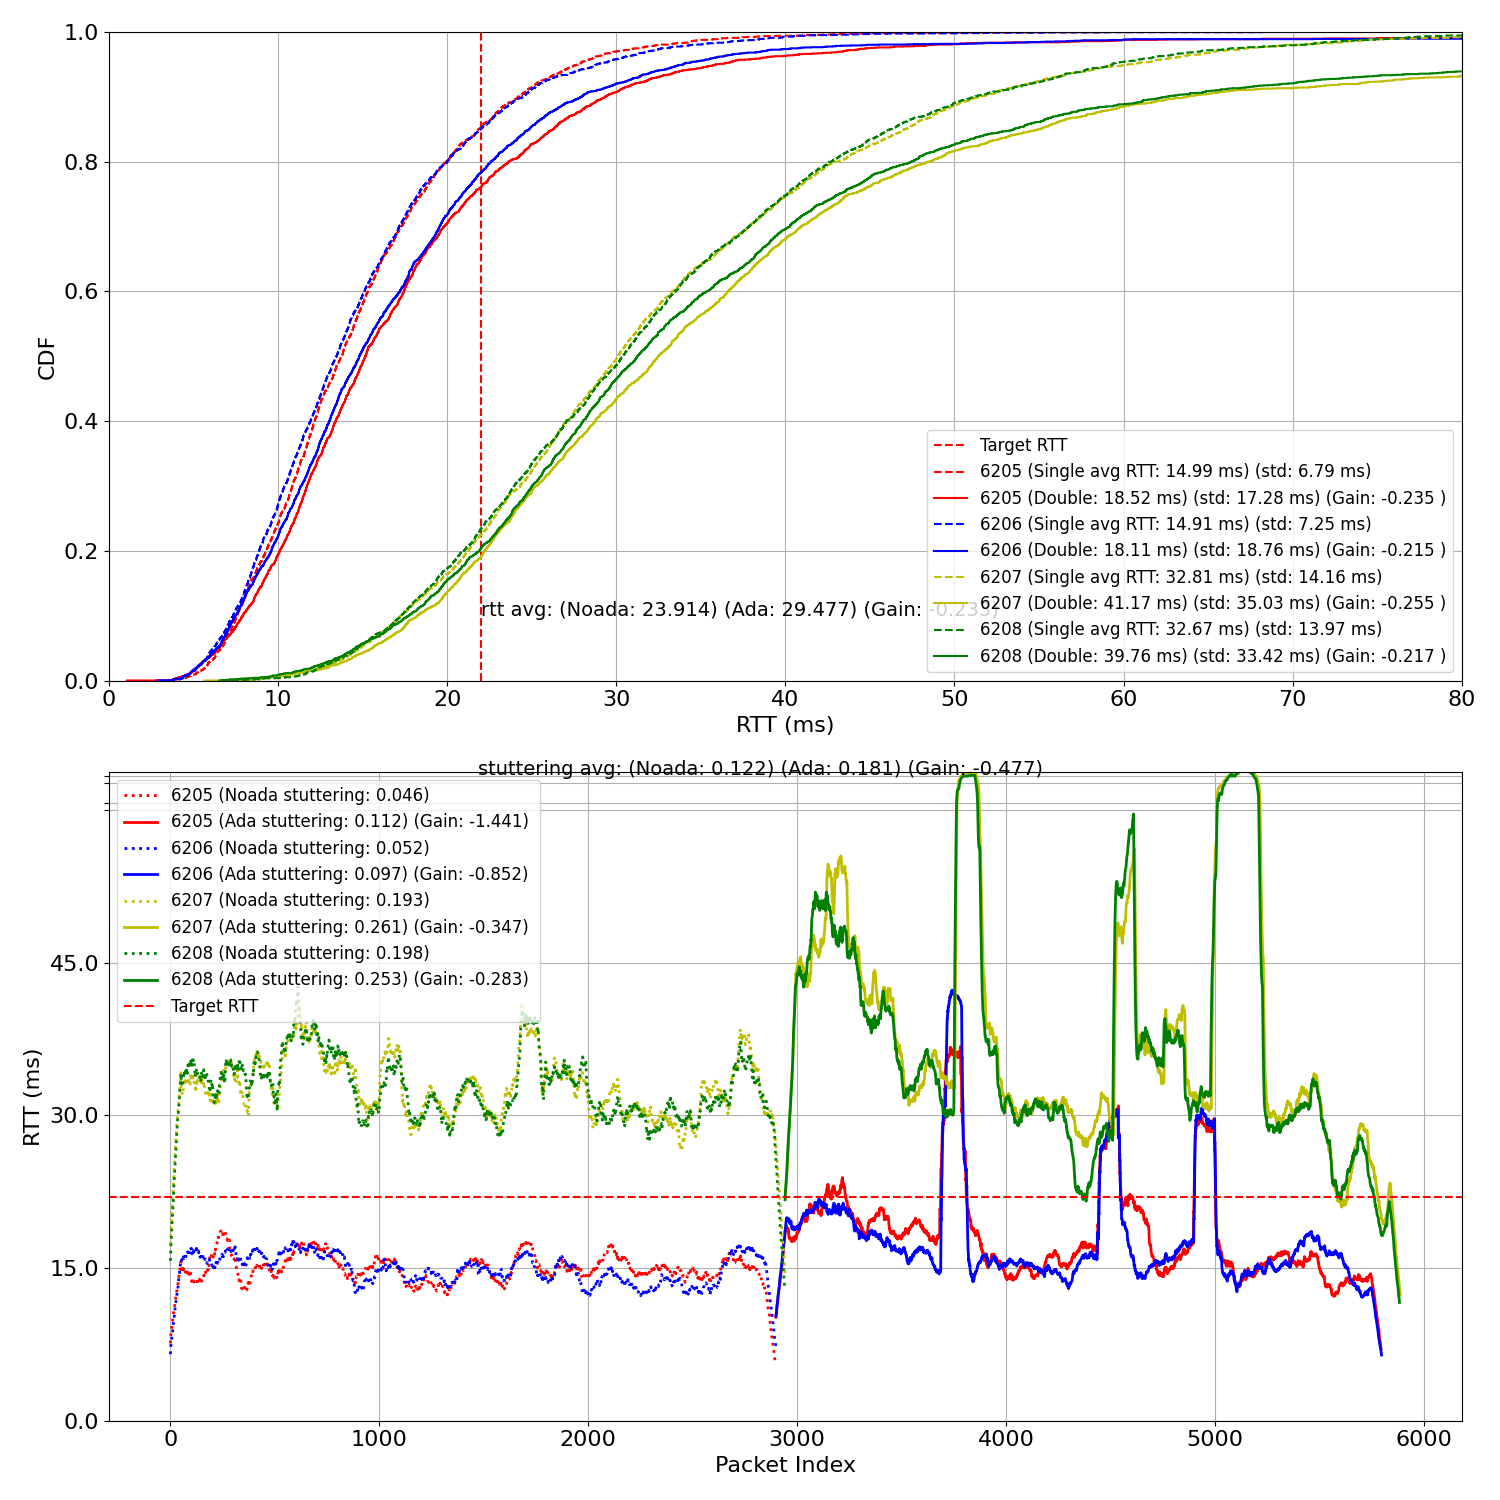 1.0
0.8
0.6
0.4
0.2
0.0
CDF
0 10 20 30 40 50 60 70 80
RTT (ms)
rtt avg: (Noada: 23.914) (Ada: 29.477) (Gain: -0.233)
Target RTT
6205 (Single avg RTT: 14.99 ms) (std: 6.79 ms)
6205 (Double: 18.52 ms) (std: 17.28 ms) (Gain: -0.235 )
6206 (Single avg RTT: 14.91 ms) (std: 7.25 ms)
6206 (Double: 18.11 ms) (std: 18.76 ms) (Gain: -0.215 )
6207 (Single avg RTT: 32.81 ms) (std: 14.16 ms)
6207 (Double: 41.17 ms) (std: 35.03 ms) (Gain: -0.255 )
6208 (Single avg RTT: 32.67 ms) (std: 13.97 ms)
6208 (Double: 39.76 ms) (std: 33.42 ms) (Gain: -0.217 )
stuttering avg: (Noada: 0.122) (Ada: 0.181) (Gain: -0.477)
6205 (Noada stuttering: 0.046)
6205 (Ada stuttering: 0.112) (Gain: -1.441)
6206 (Noada stuttering: 0.052)
6206 (Ada stuttering: 0.097) (Gain: -0.852)
6207 (Noada stuttering: 0.193)
6207 (Ada stuttering: 0.261) (Gain: -0.347)
6208 (Noada stuttering: 0.198)
6208 (Ada stuttering: 0.253) (Gain: -0.283)
Target RTT
45.0
30.0
15.0
0.0
RTT (ms)
0 1000 2000 3000 4000 5000 6000
Packet Index